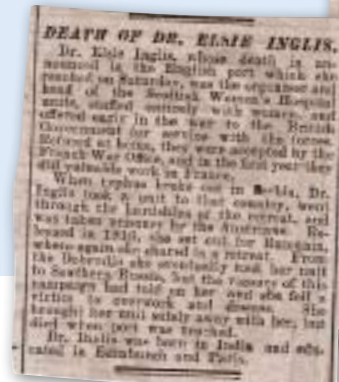 DEATH OF DR. ELSIE INGLIS.
Dr. Elsie Inglis, whose death is an-
nounced in the English port which she
reached on Saturday, was the organiser and
head of the Scottish Women's Hospital
units, staffed entirely with women, and
offered early in the war to the British
Government for service with the forces.
Refused at home, they were accepted by the
French War Office, and in the first year they
did valuable work in France.
When typhus broke out in Serbia, Dr.
Inglis took a unit to that country, went
through the hardships of the retreat, and
was taken prisoner by the Austrians. Re-
leased in 1916, she set out for
where again she shared in a retreat. From
the Dobrudja she eventually took her unit
to Southern Russia, but the rigours of this
campaign had told on her and she fell a
victim to overwork and disease. She
brought her unit safely away with her, but
died when port was reached.
Dr. Inglis was born in India and edu-
cated in Edinburgh and Paris.